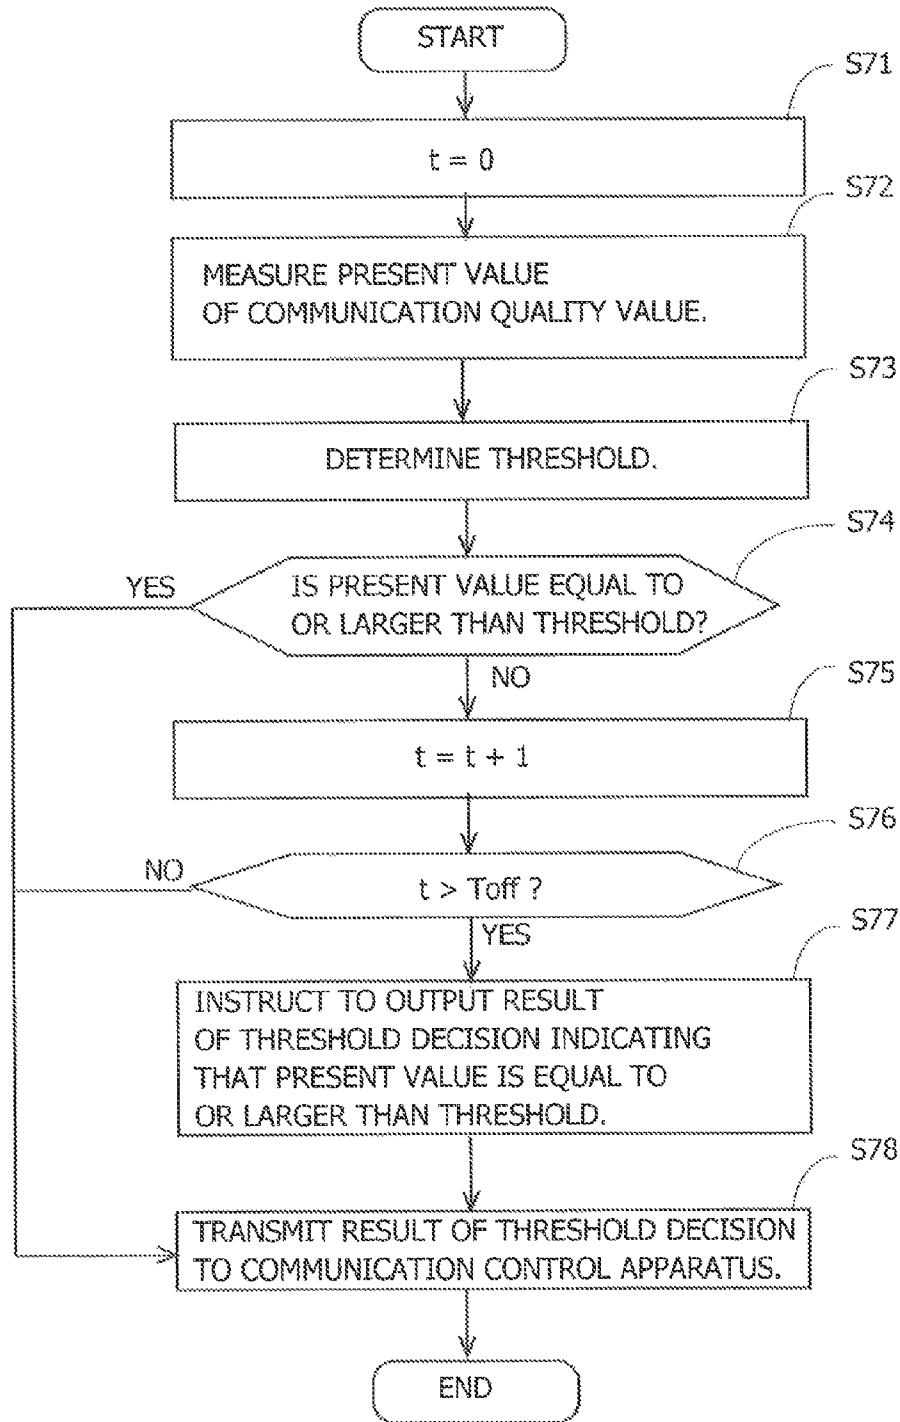 START
S71
t = 0
S72
MEASURE PRESENT VALUE
OF COMMUNICATION QUALITY VALUE.
S73
DETERMINE THRESHOLD.
S74
YES
IS PRESENT VALUE EQUAL TO
OR LARGER THAN THRESHOLD?
NO
S75
t = t + 1
S76
NO
t > Toff ?
YES
S77
INSTRUCT TO OUTPUT RESULT
OF THRESHOLD DECISION INDICATING
THAT PRESENT VALUE IS EQUAL TO
OR LARGER THAN THRESHOLD.
S78
TRANSMIT RESULT OF THRESHOLD DECISION
TO COMMUNICATION CONTROL APPARATUS.
END